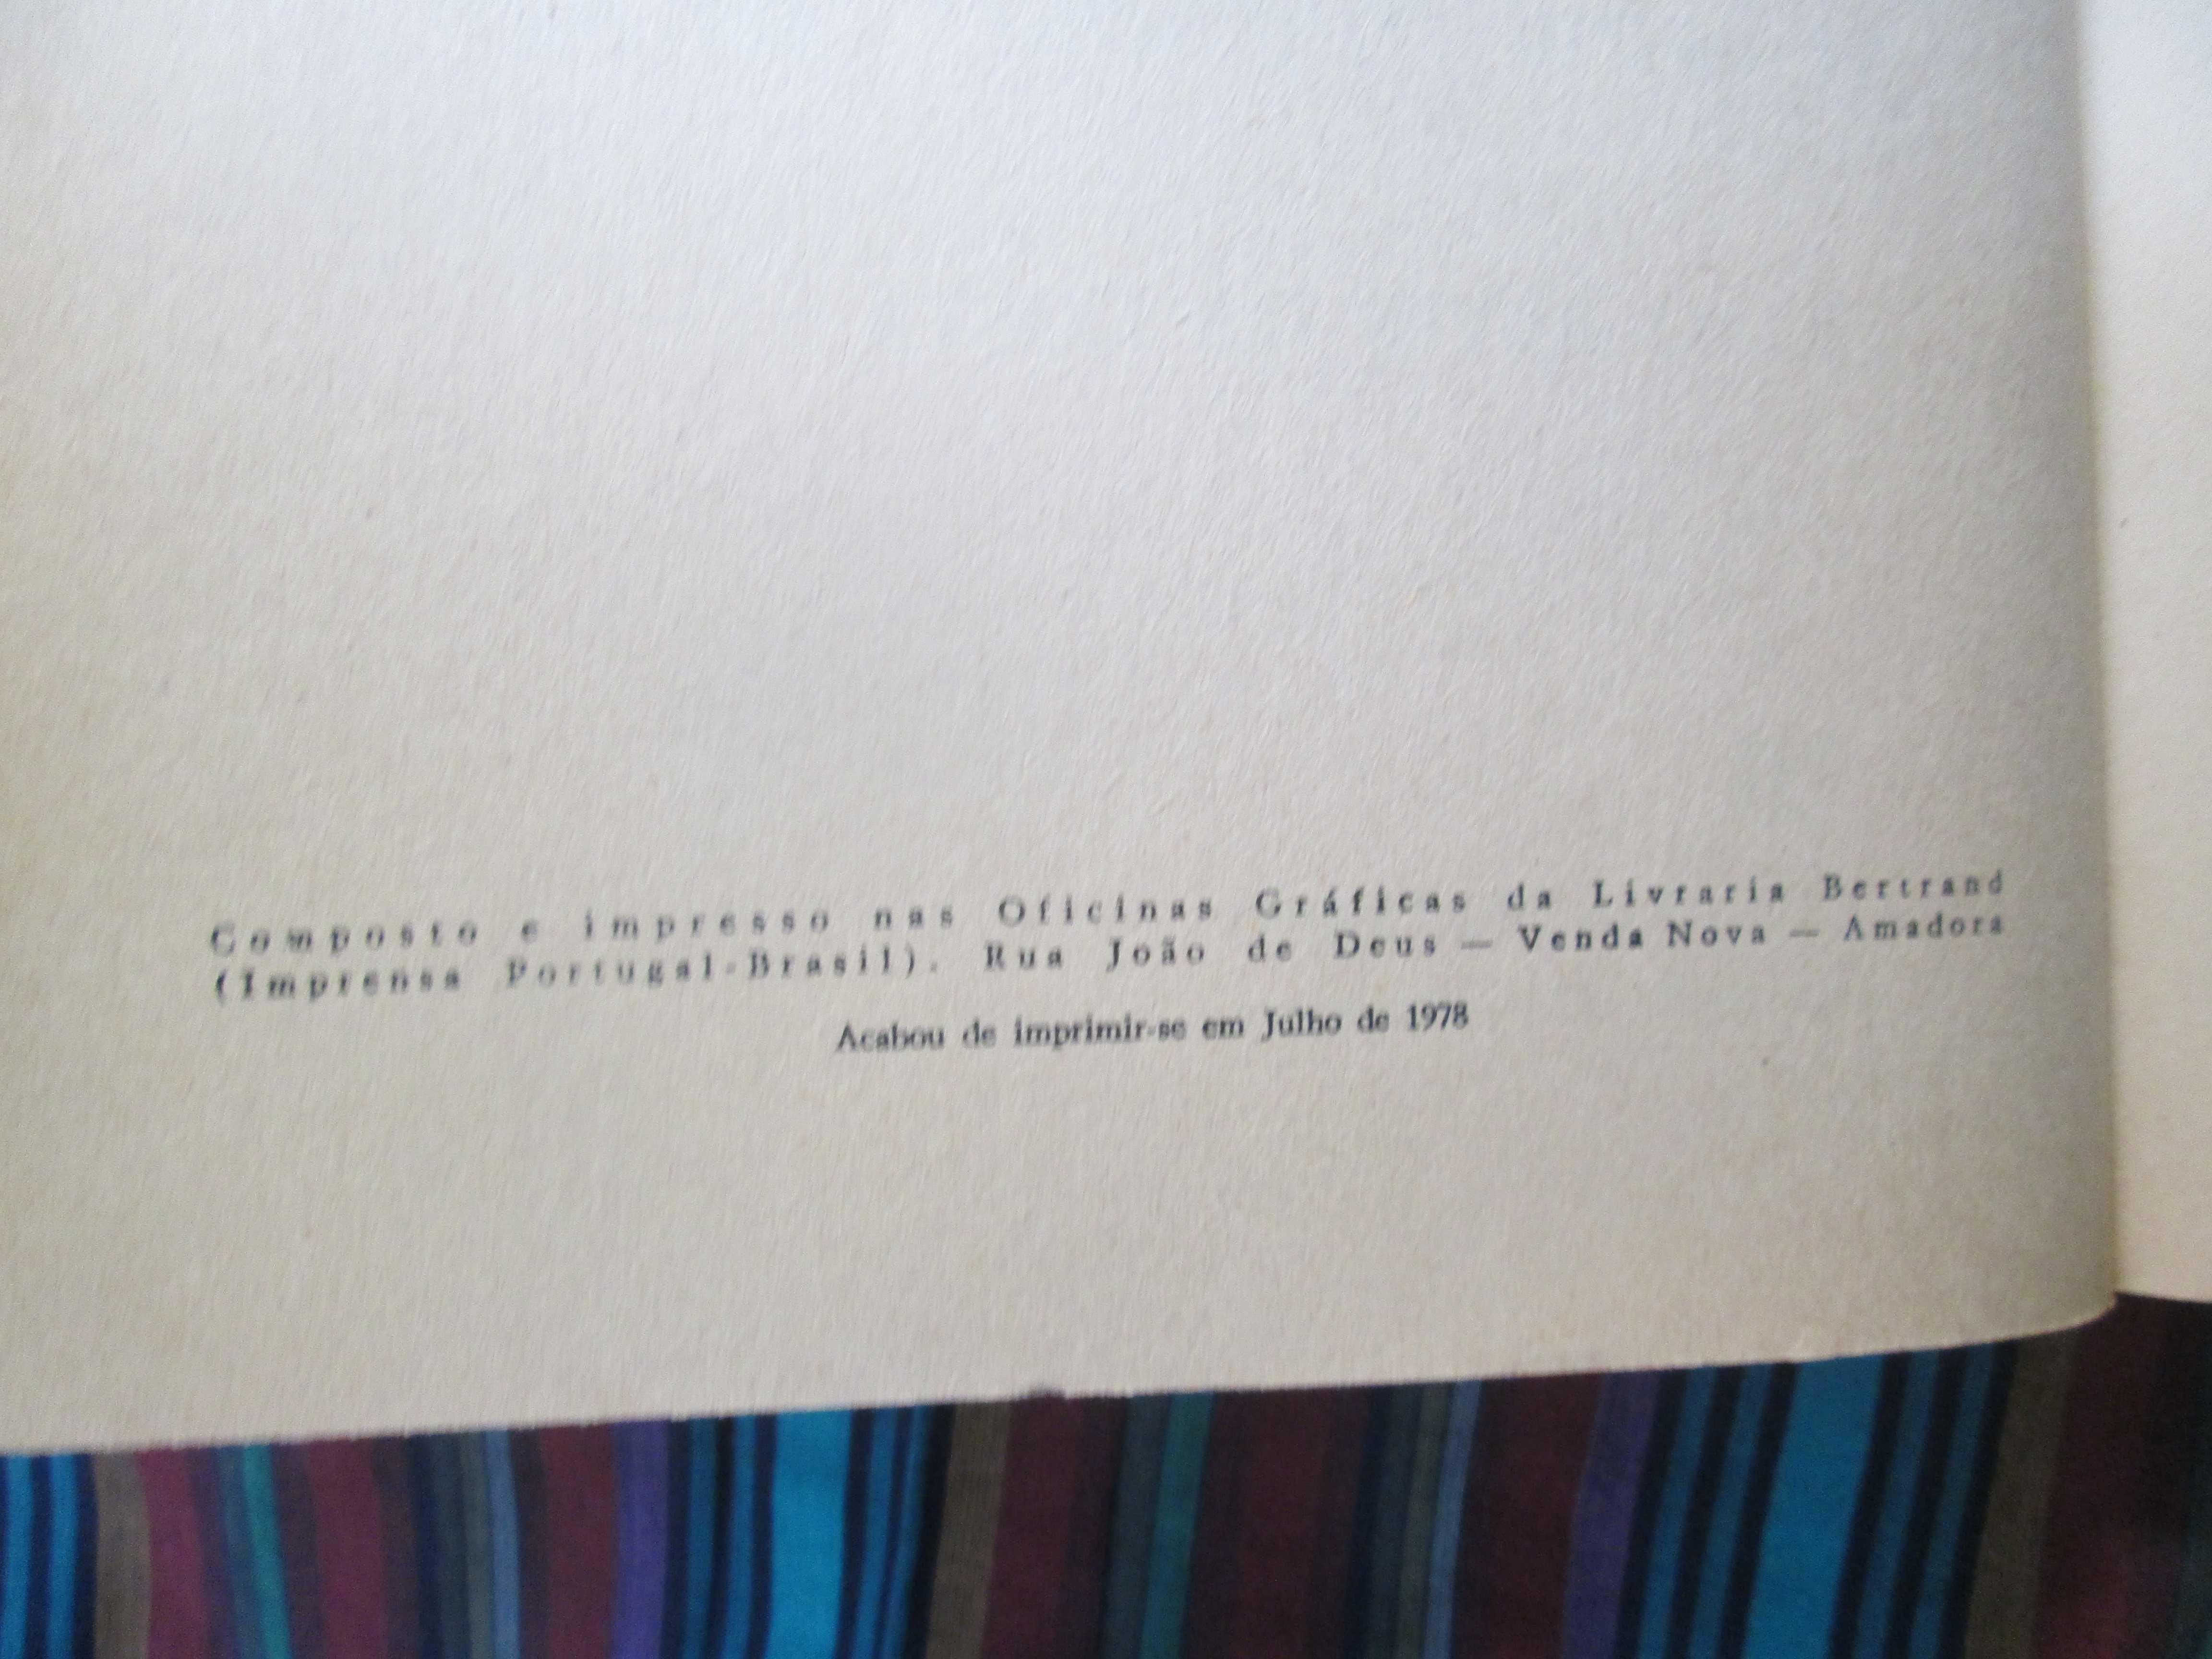 Composto e impresso nas Oficinas Gráficas da Livraria Bertrand
(Imprensa Portugal-Brasil). Rua João de Deus — Venda Nova — Amadora
Acabou de imprimir-se em Julho de 1978